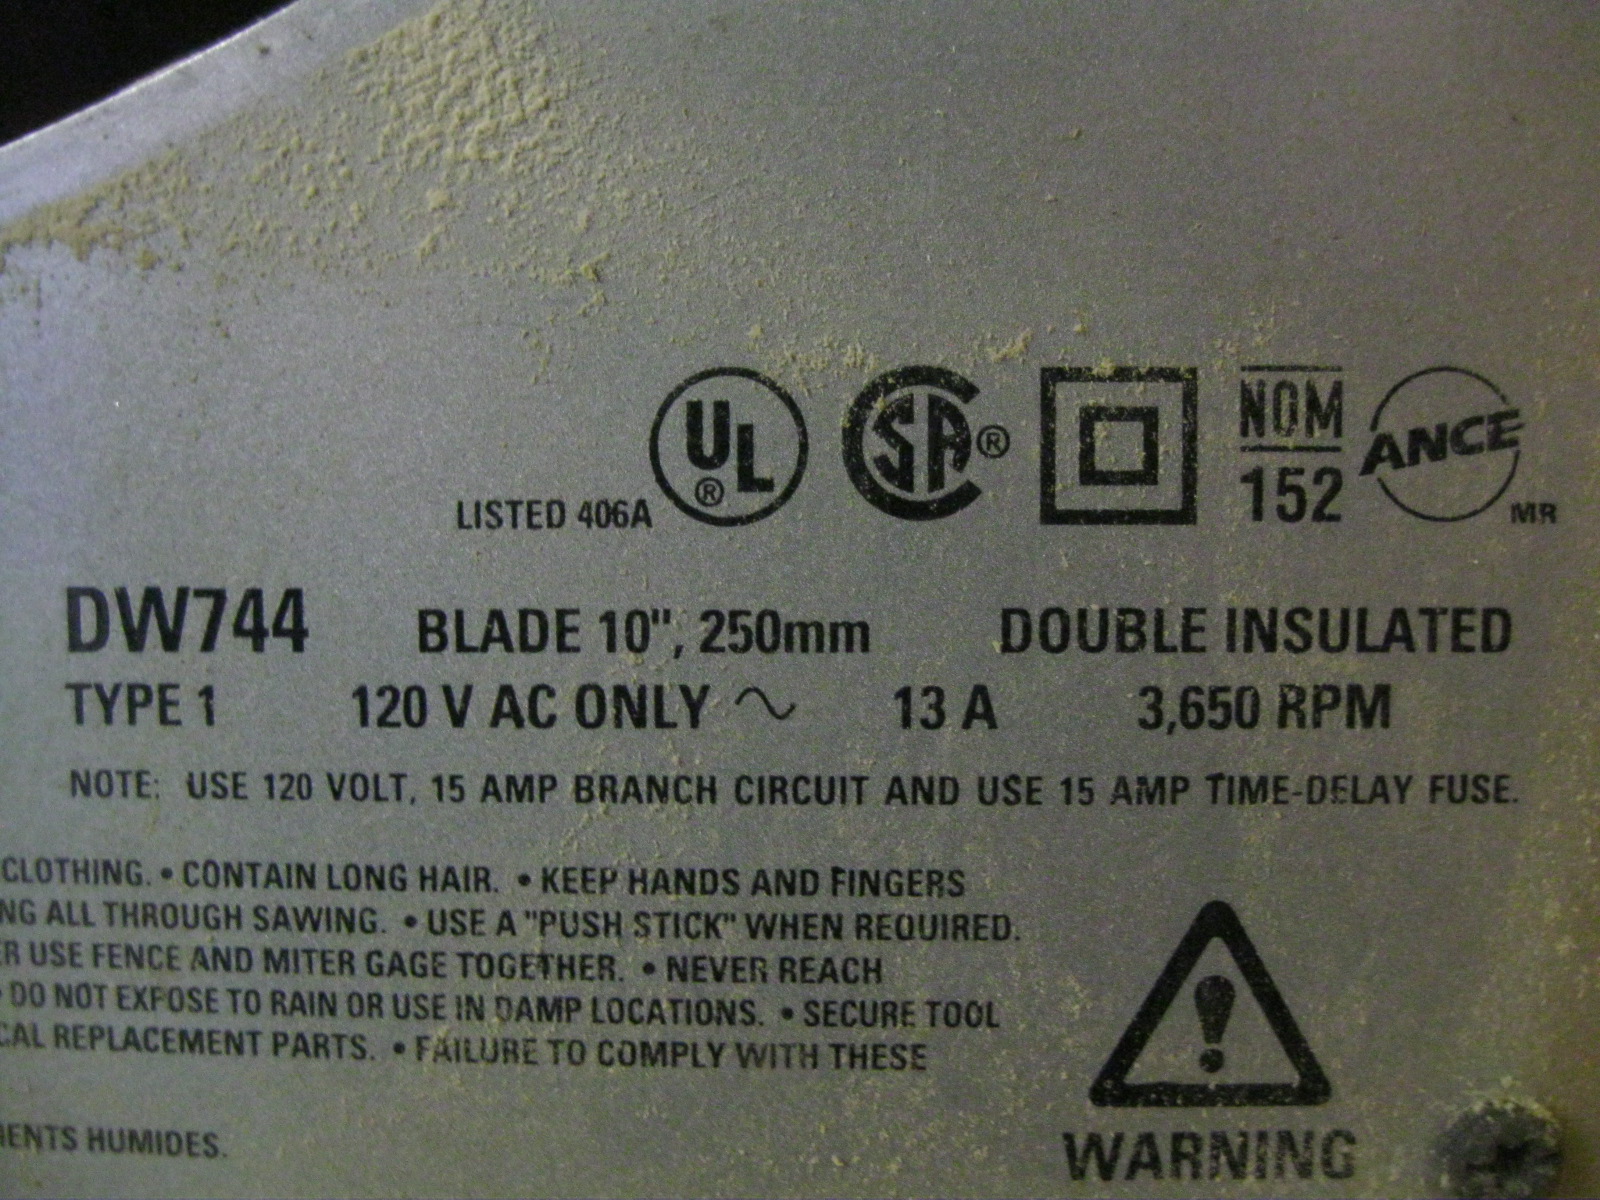 LISTED 406A UL ® CSA ® NOM 152 ANCE MR
DW744 BLADE 10", 250mm DOUBLE INSULATED
TYPE 1 120 V AC ONLY 13 A 3,650 RPM
NOTE: USE 120 VOLT, 15 AMP BRANCH CIRCUIT AND USE 15 AMP TIME-DELAY FUSE.
CLOTHING. • CONTAIN LONG HAIR. • KEEP HANDS AND FINGERS
NG ALL THROUGH SAWING. • USE A "PUSH STICK" WHEN REQUIRED.
R USE FENCE AND MITER GAGE TOGETHER. • NEVER REACH
• DO NOT EXPOSE TO RAIN OR USE IN DAMP LOCATIONS. • SECURE TOOL
CAL REPLACEMENT PARTS. • FAILURE TO COMPLY WITH THESE
ENTS HUMIDES.
WARNING